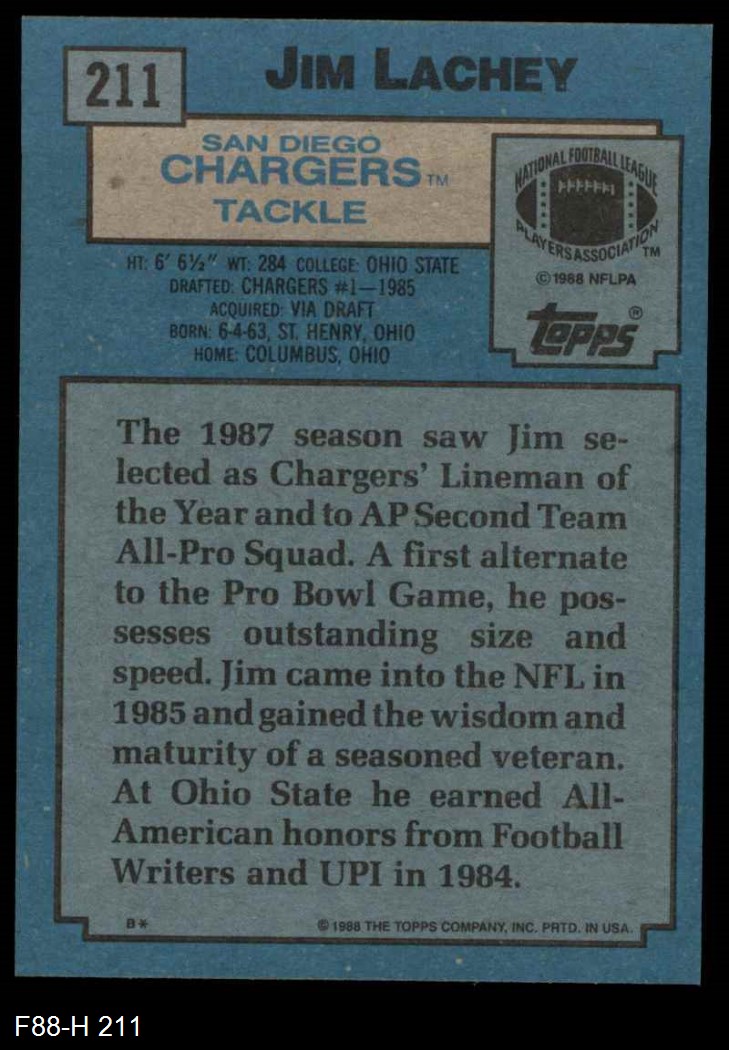 211
JIM LACHEY
SAN DIEGO
CHARGERS TM
TACKLE
NATIONAL FOOTBALL LEAGUE
PLAYERS ASSOCIATION TM
© 1988 NFLPA
topps®
HT: 6' 6½" WT: 284 COLLEGE: OHIO STATE
DRAFTED: CHARGERS #1—1985
ACQUIRED: VIA DRAFT
BORN: 6-4-63, ST. HENRY, OHIO
HOME: COLUMBUS, OHIO
The 1987 season saw Jim se-
lected as Chargers' Lineman of
the Year and to AP Second Team
All-Pro Squad. A first alternate
to the Pro Bowl Game, he pos-
sesses outstanding size and
speed. Jim came into the NFL in
1985 and gained the wisdom and
maturity of a seasoned veteran.
At Ohio State he earned All-
American honors from Football
Writers and UPI in 1984.
B*
© 1988 THE TOPPS COMPANY, INC. PRTD. IN USA.
F88-H 211